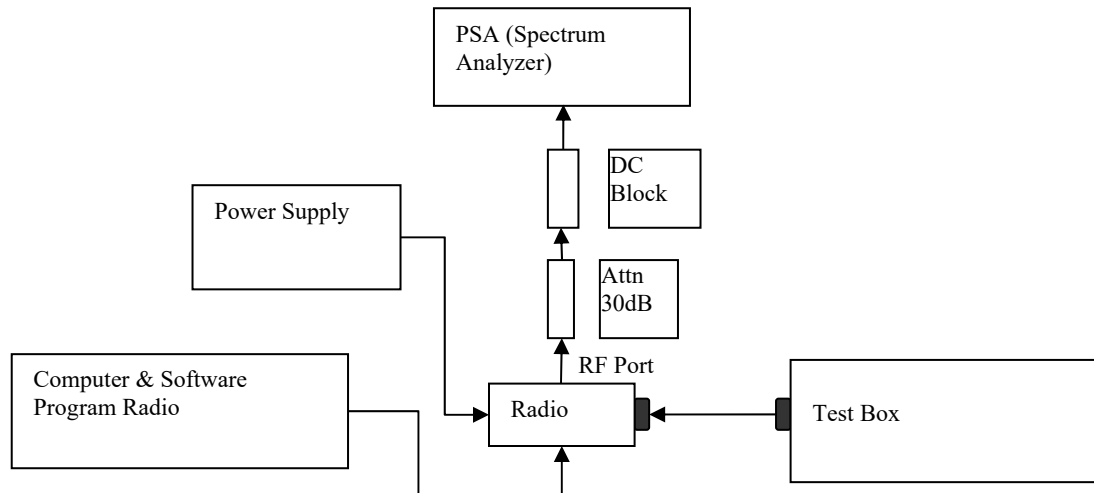 PSA (Spectrum
Analyzer)
DC
Block
Power Supply
Attn
30dB
RF Port
Computer & Software
Program Radio
Radio
Test Box